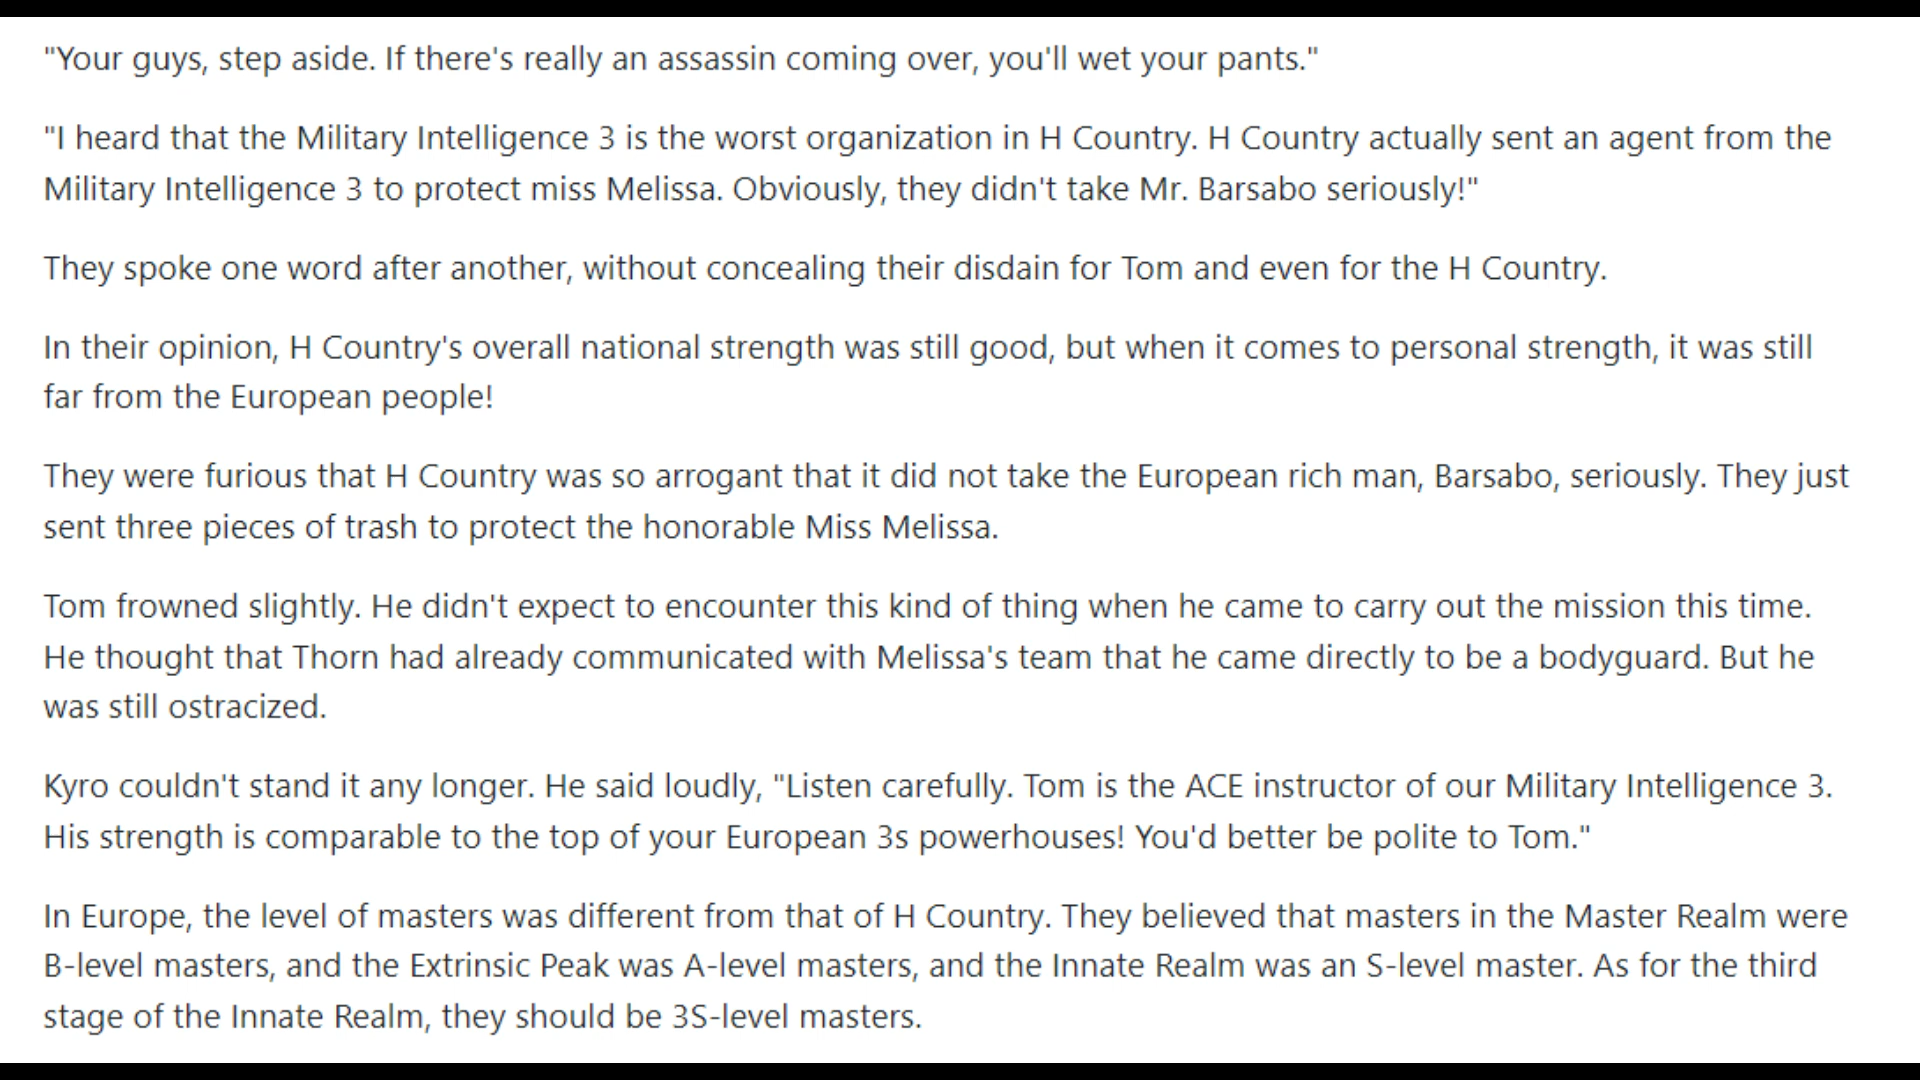 "Your guys, step aside. If there's really an assassin coming over, you'll wet your pants."
"I heard that the Military Intelligence 3 is the worst organization in H Country. H Country actually sent an agent from the
Military Intelligence 3 to protect miss Melissa. Obviously, they didn't take Mr. Barsabo seriously!"
They spoke one word after another, without concealing their disdain for Tom and even for the H Country.
In their opinion, H Country's overall national strength was still good, but when it comes to personal strength, it was still
far from the European people!
They were furious that H Country was so arrogant that it did not take the European rich man, Barsabo, seriously. They just
sent three pieces of trash to protect the honorable Miss Melissa.
Tom frowned slightly. He didn't expect to encounter this kind of thing when he came to carry out the mission this time.
He thought that Thorn had already communicated with Melissa's team that he came directly to be a bodyguard. But he
was still ostracized.
Kyro couldn't stand it any longer. He said loudly, "Listen carefully. Tom is the ACE instructor of our Military Intelligence 3.
His strength is comparable to the top of your European 3s powerhouses! You'd better be polite to Tom."
In Europe, the level of masters was different from that of H Country. They believed that masters in the Master Realm were
B-level masters, and the Extrinsic Peak was A-level masters, and the Innate Realm was an S-level master. As for the third
stage of the Innate Realm, they should be 3S-level masters.